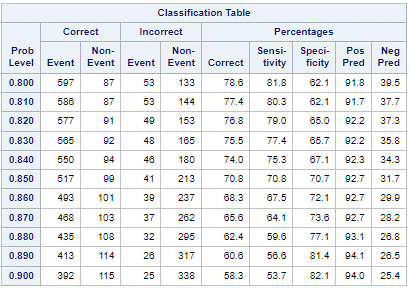 Classification Table
Correct Incorrect Percentages
Prob Level Event Non-Event Event Non-Event Correct Sensi-tivity Speci-ficity Pos Pred Neg Pred
0.800 597 87 53 133 78.6 81.8 62.1 91.8 39.5
0.810 586 87 53 144 77.4 80.3 62.1 91.7 37.7
0.820 577 91 49 153 76.8 79.0 65.0 92.2 37.3
0.830 565 92 48 165 75.5 77.4 65.7 92.2 35.8
0.840 550 94 46 180 74.0 75.3 67.1 92.3 34.3
0.850 517 99 41 213 70.8 70.8 70.7 92.7 31.7
0.860 493 101 39 237 68.3 67.5 72.1 92.7 29.9
0.870 468 103 37 262 65.6 64.1 73.6 92.7 28.2
0.880 435 108 32 295 62.4 59.6 77.1 93.1 26.8
0.890 413 114 26 317 60.6 56.6 81.4 94.1 26.5
0.900 392 115 25 338 58.3 53.7 82.1 94.0 25.4